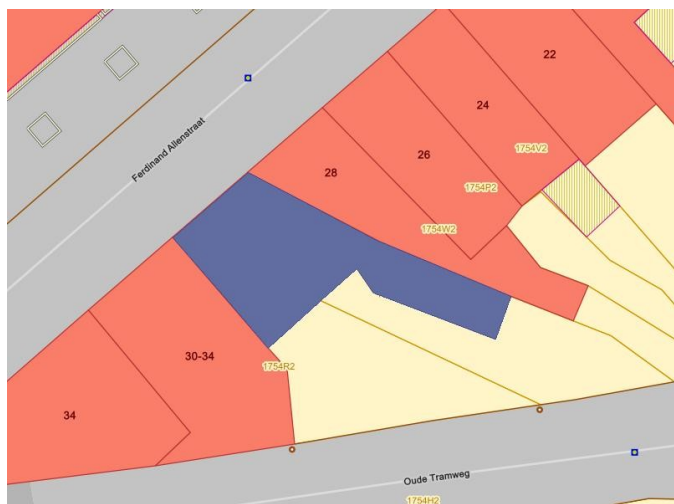 22
24
1754V2
Ferdinand Allenstraat
26
28
1754P2
1754W2
30-34
1754R2
34
Oude Tramweg
1754H2